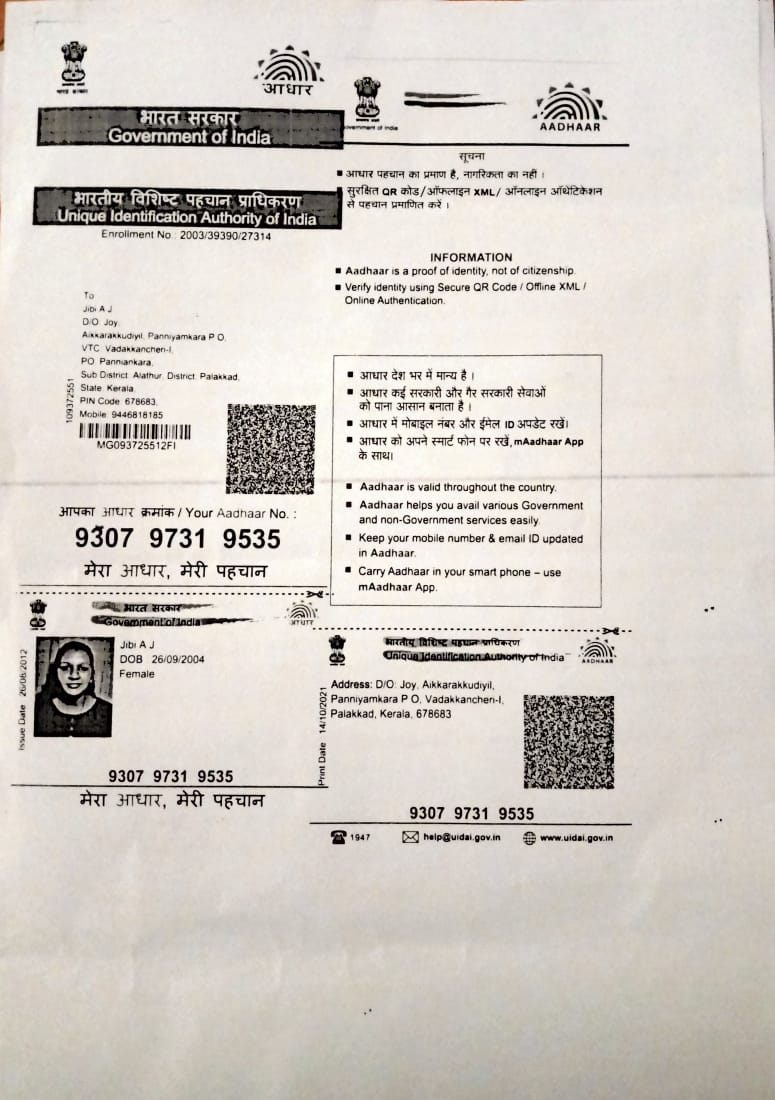 भारत सरकार
Government of India
भारतीय विशिष्ट पहचान प्राधिकरण
Unique Identification Authority of India
Enrollment No.: 2003/39390/27314
To
Jibi A J
D/O: Joy,
Aikkarakkudiyil, Panniyamkara P O,
VTC: Vadakkancheri-I,
PO: Panniankara,
Sub District: Alathur, District: Palakkad,
State: Kerala,
PIN Code: 678683,
Mobile: 9446818185
109372551
MG093725512FI
आपका आधार क्रमांक / Your Aadhaar No. :
9307 9731 9535
मेरा आधार, मेरी पहचान
आधार
AADHAAR
सूचना
आधार पहचान का प्रमाण है, नागरिकता का नहीं ।
सुरक्षित QR कोड/ऑफलाइन XML/ ऑनलाइन ऑथेंटिकेशन
से पहचान प्रमाणित करें ।
INFORMATION
Aadhaar is a proof of identity, not of citizenship.
Verify identity using Secure QR Code / Offline XML /
Online Authentication.
आधार देश भर में मान्य है ।
आधार कई सरकारी और गैर सरकारी सेवाओं
को पाना आसान बनाता है ।
आधार में मोबाइल नंबर और ईमेल ID अपडेट रखें।
आधार को अपने स्मार्ट फोन पर रखें, mAadhaar App
के साथ।
Aadhaar is valid throughout the country.
Aadhaar helps you avail various Government
and non-Government services easily.
Keep your mobile number & email ID updated
in Aadhaar.
Carry Aadhaar in your smart phone – use
mAadhaar App.
भारत सरकार
Government of India
Issue Date: 26/06/2012
Jibi A J
DOB 26/09/2004
Female
9307 9731 9535
मेरा आधार, मेरी पहचान
भारतीय विशिष्ट पहचान प्राधिकरण
Unique Identification Authority of India
AADHAAR
Print Date: 14/10/2021
Address: D/O: Joy, Aikkarakkudiyil,
Panniyamkara P O, Vadakkancheri-I,
Palakkad, Kerala, 678683
9307 9731 9535
1947
help@uidai.gov.in
www.uidai.gov.in